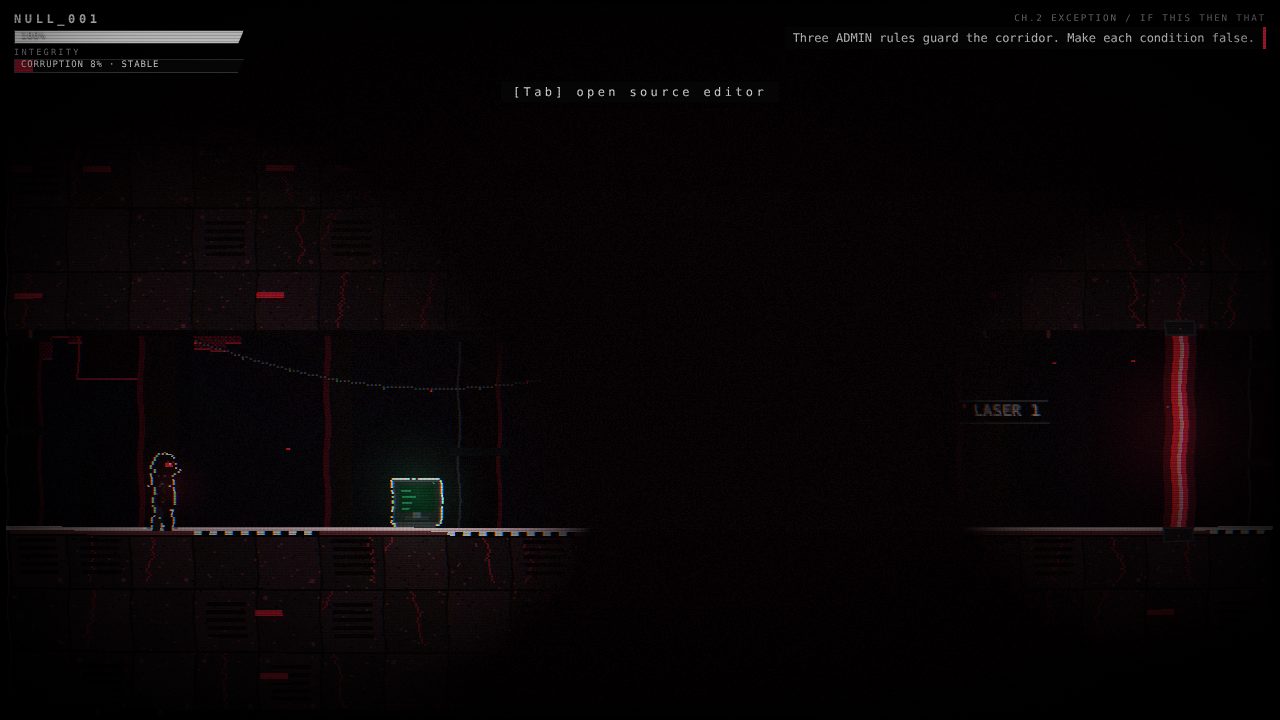 NULL_001
100%
INTEGRITY
CORRUPTION 8% · STABLE
CH.2 EXCEPTION / IF THIS THEN THAT
Three ADMIN rules guard the corridor. Make each condition false.
[Tab] open source editor
LASER 1